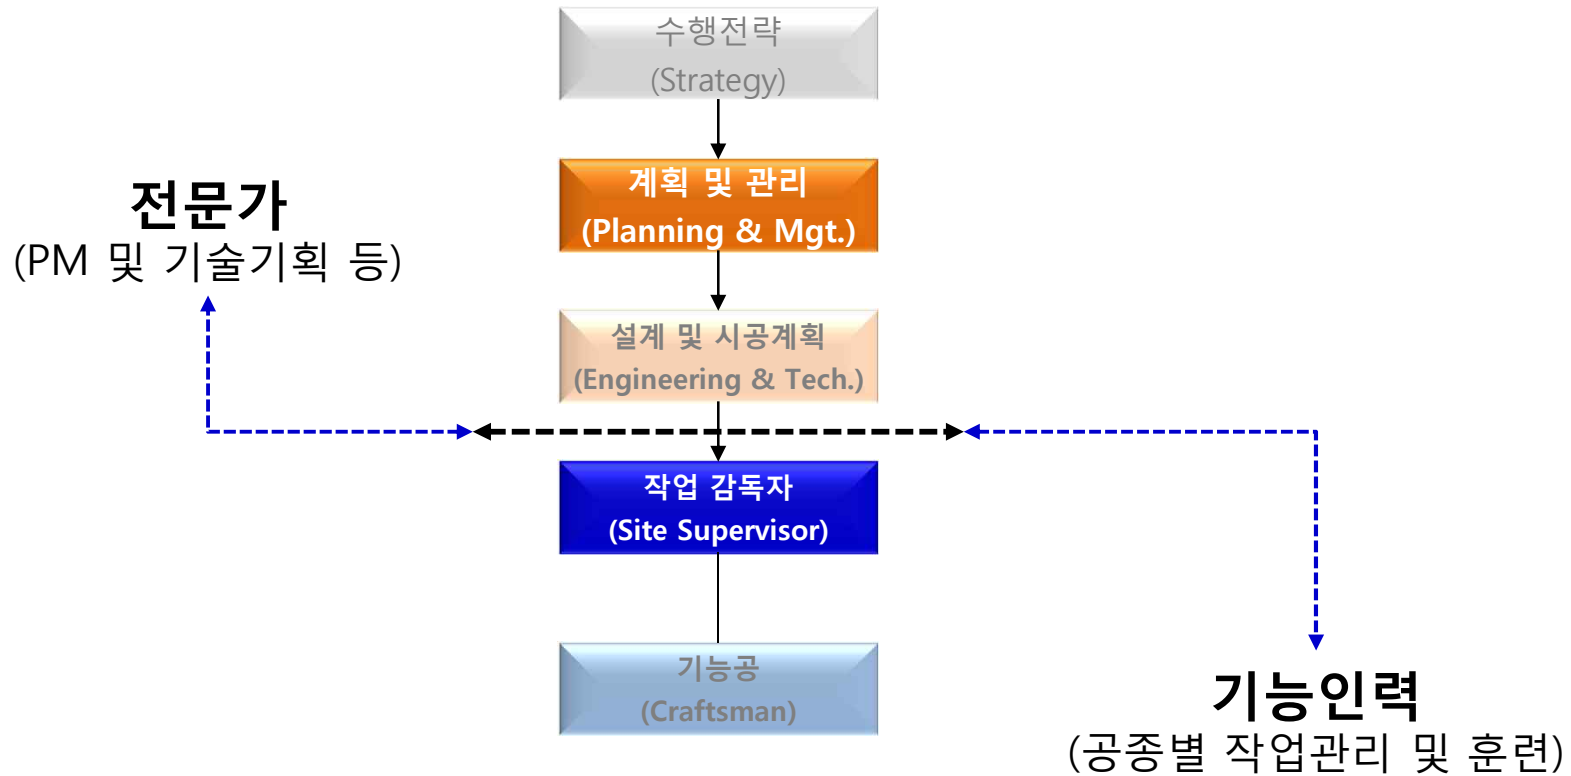 수행전략
(Strategy)
계획 및 관리
(Planning & Mgt.)
전문가
(PM 및 기술기획 등)
설계 및 시공계획
(Engineering & Tech.)
작업 감독자
(Site Supervisor)
기능공
(Craftsman)
기능인력
(공종별 작업관리 및 훈련)